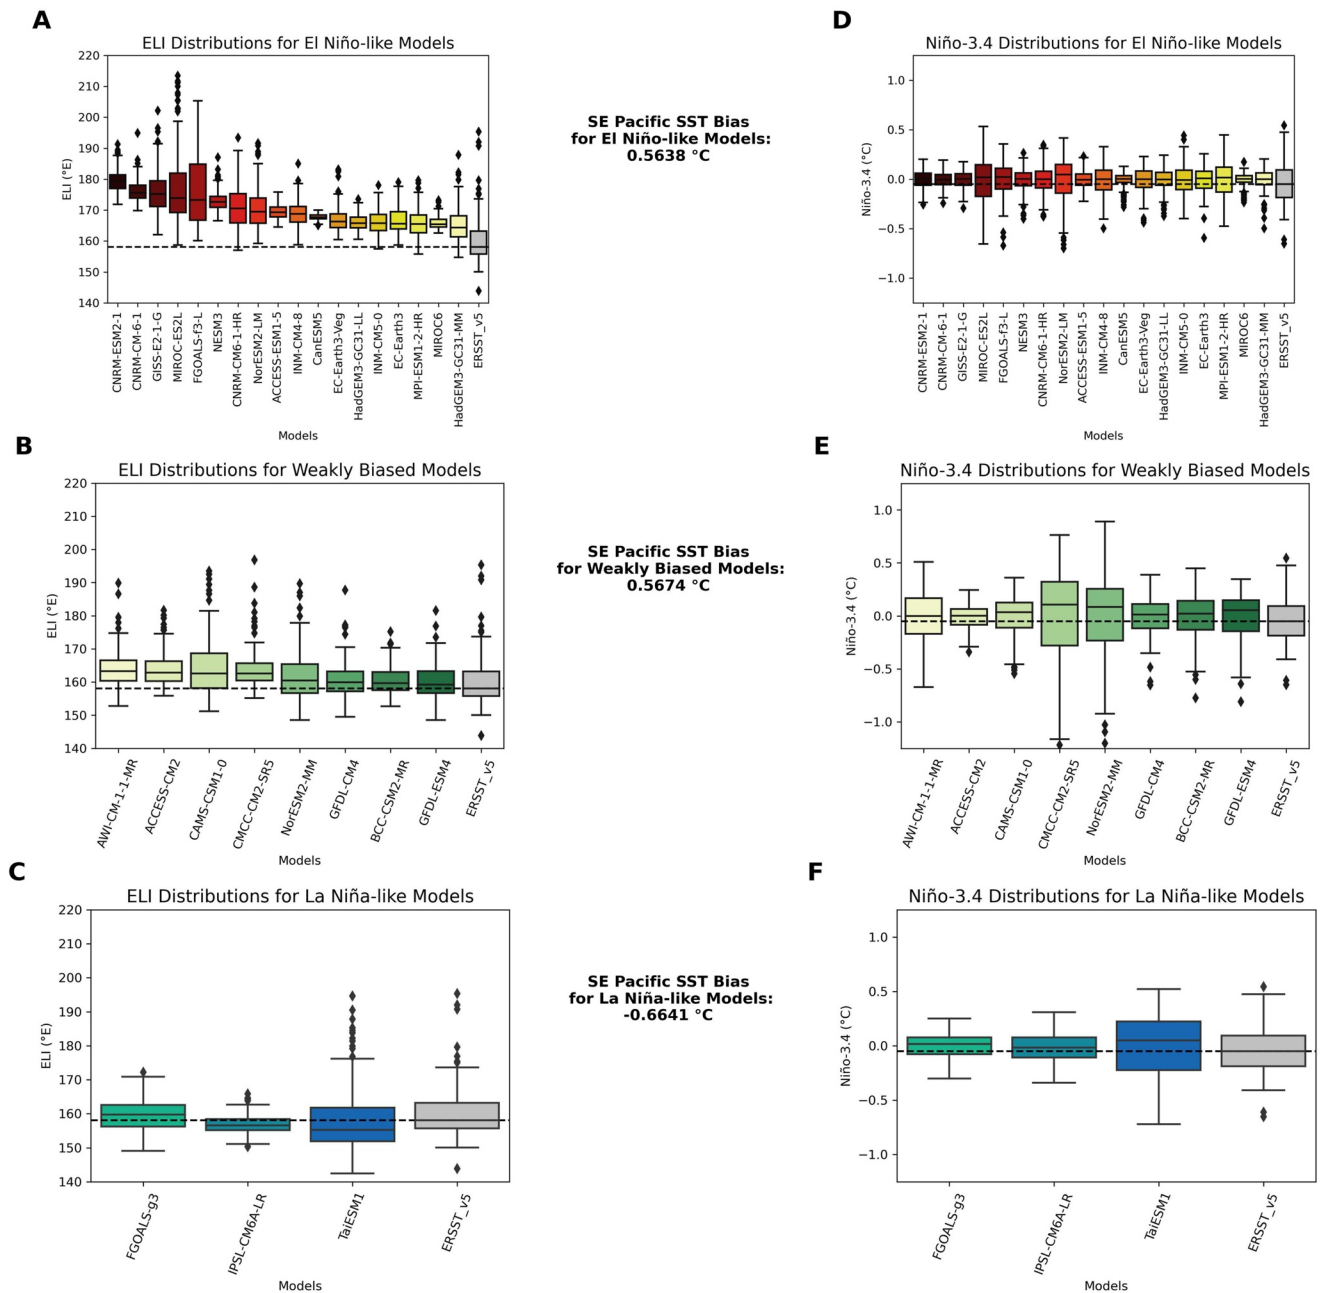 A
ELI Distributions for El Niño-like Models
220
210
200
190
180
170
160
150
140
ELI (°E)
CNRM-ESM2-1
CNRM-CM-6-1
GISS-E2-1-G
MIROC-ES2L
FGOALS-f3-L
NESM3
CNRM-CM6-1-HR
NorESM2-LM
ACCESS-ESM1-5
INM-CM4-8
CanESM5
EC-Earth3-Veg
HadGEM3-GC31-LL
INM-CM5-0
EC-Earth3
MPI-ESM1-2-HR
MIROC6
HadGEM3-GC31-MM
ERSST_v5
Models
SE Pacific SST Bias
for El Niño-like Models:
0.5638 °C
D
Niño-3.4 Distributions for El Niño-like Models
1.0
0.5
0.0
−0.5
−1.0
Niño-3.4 (°C)
CNRM-ESM2-1
CNRM-CM-6-1
GISS-E2-1-G
MIROC-ES2L
FGOALS-f3-L
NESM3
CNRM-CM6-1-HR
NorESM2-LM
ACCESS-ESM1-5
INM-CM4-8
CanESM5
EC-Earth3-Veg
HadGEM3-GC31-LL
INM-CM5-0
EC-Earth3
MPI-ESM1-2-HR
MIROC6
HadGEM3-GC31-MM
ERSST_v5
Models
B
ELI Distributions for Weakly Biased Models
220
210
200
190
180
170
160
150
140
ELI (°E)
AWI-CM-1-1-MR
ACCESS-CM2
CAMS-CSM1-0
CMCC-CM2-SR5
NorESM2-MM
GFDL-CM4
BCC-CSM2-MR
GFDL-ESM4
ERSST_v5
Models
SE Pacific SST Bias
for Weakly Biased Models:
0.5674 °C
E
Niño-3.4 Distributions for Weakly Biased Models
1.0
0.5
0.0
−0.5
−1.0
Niño-3.4 (°C)
AWI-CM-1-1-MR
ACCESS-CM2
CAMS-CSM1-0
CMCC-CM2-SR5
NorESM2-MM
GFDL-CM4
BCC-CSM2-MR
GFDL-ESM4
ERSST_v5
Models
C
ELI Distributions for La Niña-like Models
220
210
200
190
180
170
160
150
140
ELI (°E)
FGOALS-g3
IPSL-CM6A-LR
TaiESM1
ERSST_v5
Models
SE Pacific SST Bias
for La Niña-like Models:
-0.6641 °C
F
Niño-3.4 Distributions for La Niña-like Models
1.0
0.5
0.0
−0.5
−1.0
Niño-3.4 (°C)
FGOALS-g3
IPSL-CM6A-LR
TaiESM1
ERSST_v5
Models